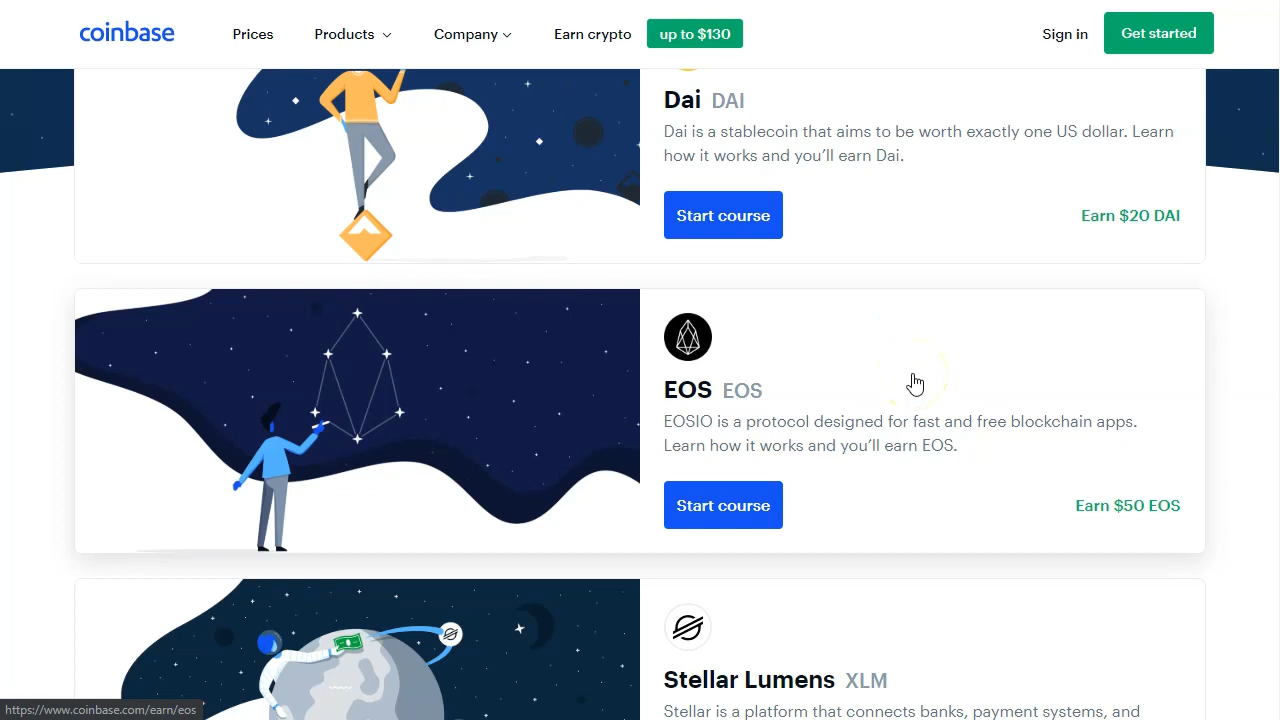 coinbase Prices Products Company Earn crypto up to $130 Sign in Get started
Dai DAI
Dai is a stablecoin that aims to be worth exactly one US dollar. Learn
how it works and you’ll earn Dai.
Start course Earn $20 DAI
EOS EOS
EOSIO is a protocol designed for fast and free blockchain apps.
Learn how it works and you’ll earn EOS.
Start course Earn $50 EOS
Stellar Lumens XLM
Stellar is a platform that connects banks, payment systems, and
https://www.coinbase.com/earn/eos